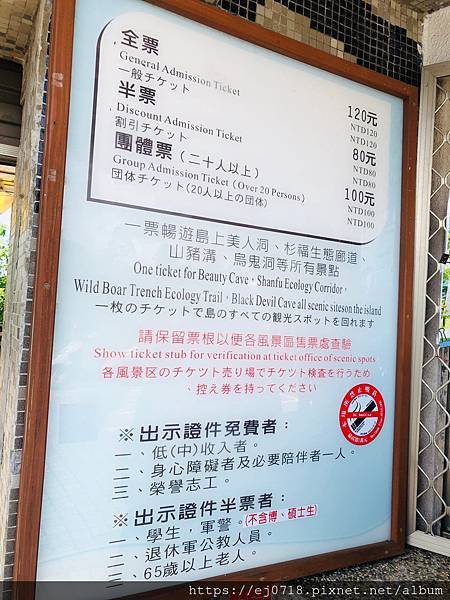 全票
General Admission Ticket
一般チケット
120元
NTD120
NTD120
半票
Discount Admission Ticket
割引チケット
80元
NTD80
NTD80
團體票（二十人以上）
Group Admission Ticket（Over 20 Persons）
団体チケット(20人以上の団体)
100元
NTD100
NTD100
一票暢遊島上美人洞、杉福生態廊道、
山豬溝、烏鬼洞等所有景點
One ticket for Beauty Cave，Shanfu Ecology Corridor，
Wild Boar Trench Ecology Trail，Black Devil Cave all scenic siteson the island
一枚のチケットで島のすべての観光スポットを回れます
請保留票根以便各風景區售票處查驗
Show ticket stub for verification at ticket office of scenic spots
各風景区のチケツト売り場でチケット検査を行うため
、控え券を持ってください
※出示證件免費者：
一、低(中)收入者。
二、身心障礙者及必要陪伴者一人。
三、榮譽志工。
※出示證件半票者：
一、學生，軍警。(不含博、碩士生)
二、退休軍公教人員。
三、65歲以上老人。
https://ej0718.pixnet.net/album